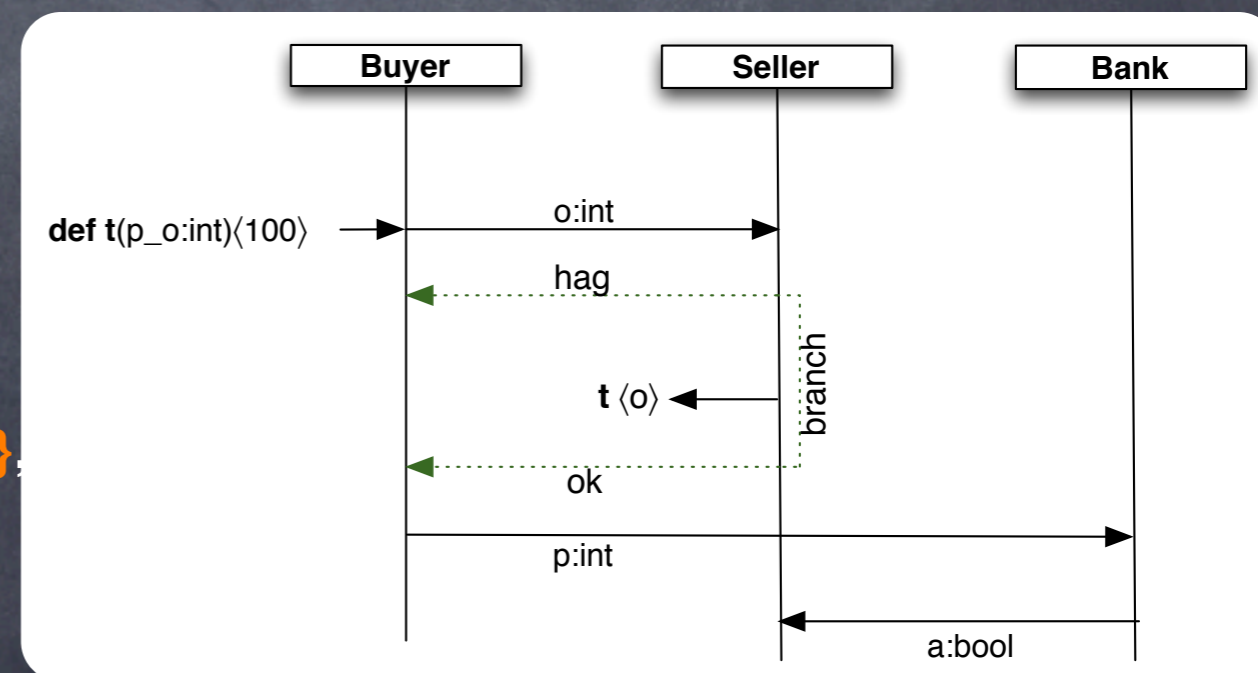 Buyer Seller Bank
def t(p_o:int)⟨100⟩ o:int
hag
branch
t ⟨o⟩
},
ok
p:int
a:bool